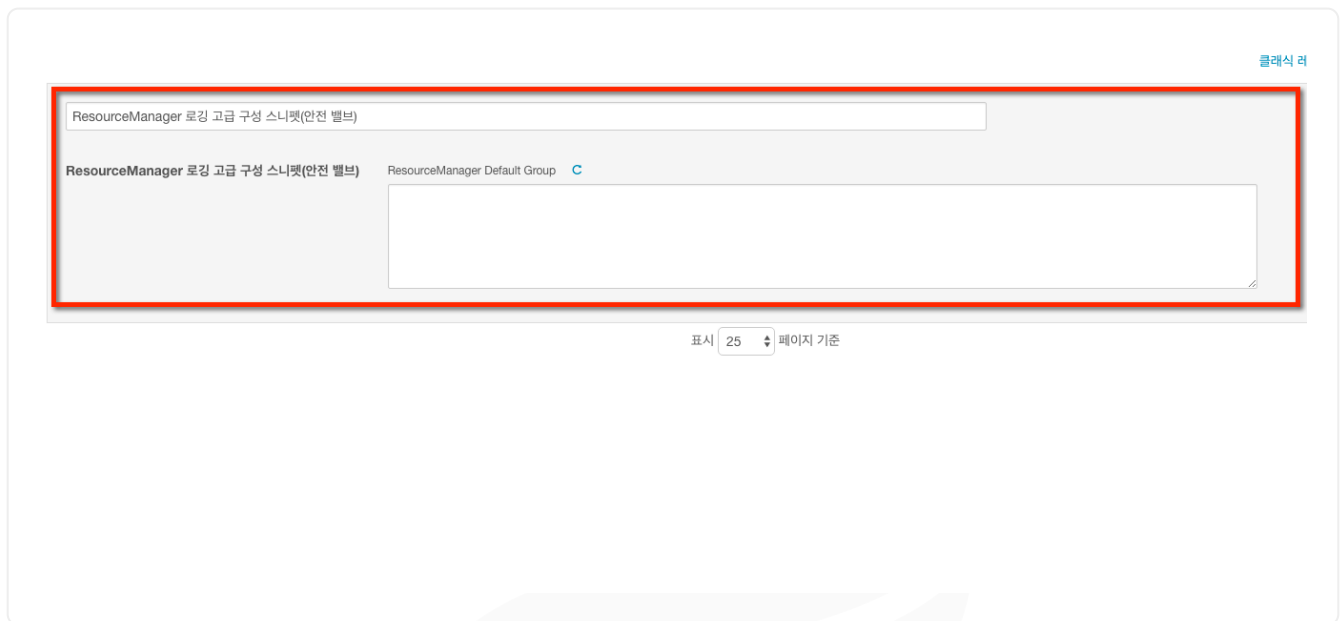 클래식 레
ResourceManager 로깅 고급 구성 스니펫(안전 밸브)
ResourceManager 로깅 고급 구성 스니펫(안전 밸브) ResourceManager Default Group
표시 25 페이지 기준